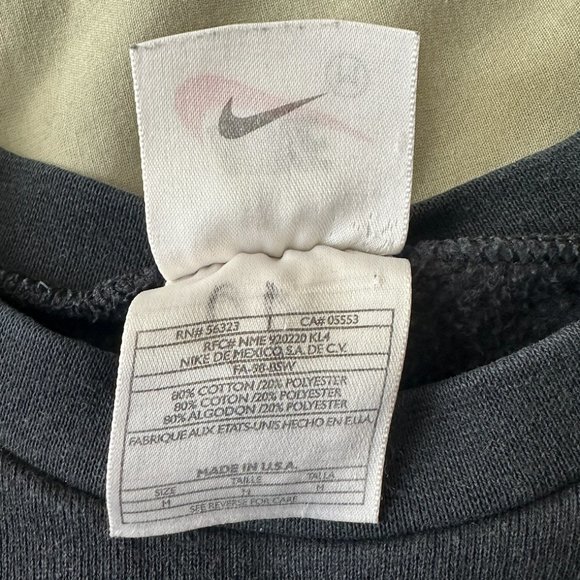 M
RN# 56323 CA# 05553
RFC# NME 920220 KL4
NIKE DE MEXICO, S.A. DE C.V.
FA-98-BSW
80% COTTON /20% POLYESTER
80% COTON /20% POLYESTER
80% ALGODON /20% POLYESTER
FABRIQUE AUX ETATS-UNIS HECHO EN E.U.A.
MADE IN U.S.A.
SIZE TAILLE TALLA
M M M
SEE REVERSE FOR CARE